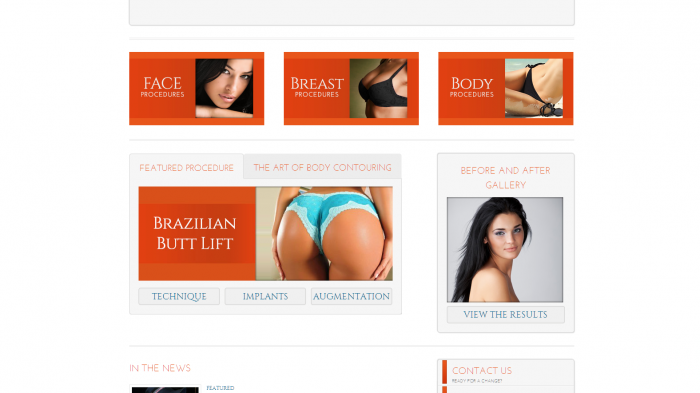 FACE
PROCEDURES
BREAST
PROCEDURES
BODY
PROCEDURES
FEATURED PROCEDURE
THE ART OF BODY CONTOURING
BRAZILIAN
BUTT LIFT
TECHNIQUE
IMPLANTS
AUGMENTATION
BEFORE AND AFTER
GALLERY
VIEW THE RESULTS
IN THE NEWS
FEATURED
CONTACT US
READY FOR A CHANGE?